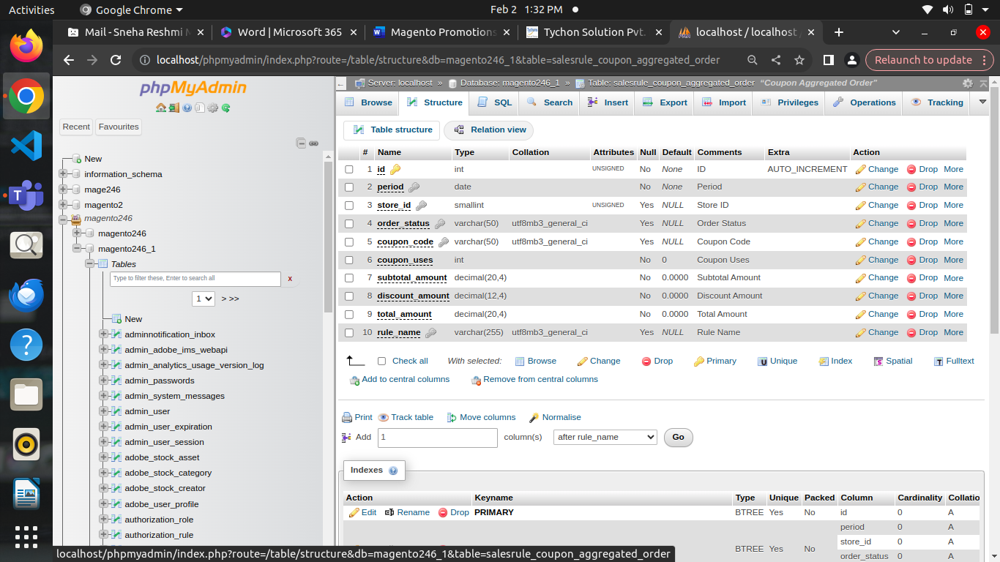 Activities Google Chrome Feb 2 1:32 PM
Mail - Sneha Reshmi M Word | Microsoft 365 Magento Promotions Tychon Solution Pvt. localhost / localhost /
localhost/phpmyadmin/index.php?route=/table/structure&db=magento246_1&table=salesrule_coupon_aggregated_order Relaunch to update
phpMyAdmin
Recent Favourites
New
information_schema
mage246
magento2
magento246
magento246
magento246_1
Tables
Type to filter these, Enter to search all x
1 > >>
New
adminnotification_inbox
admin_adobe_ims_webapi
admin_analytics_usage_version_log
admin_passwords
admin_system_messages
admin_user
admin_user_expiration
admin_user_session
adobe_stock_asset
adobe_stock_category
adobe_stock_creator
adobe_user_profile
authorization_role
authorization_rule
Server: localhost » Database: magento246_1 » Table: salesrule_coupon_aggregated_order “Coupon Aggregated Order”
Browse Structure SQL Search Insert Export Import Privileges Operations Tracking
Table structure Relation view
# Name Type Collation Attributes Null Default Comments Extra Action
1 id int UNSIGNED No None ID AUTO_INCREMENT Change Drop More
2 period date No None Period Change Drop More
3 store_id smallint UNSIGNED Yes NULL Store ID Change Drop More
4 order_status varchar(50) utf8mb3_general_ci Yes NULL Order Status Change Drop More
5 coupon_code varchar(50) utf8mb3_general_ci Yes NULL Coupon Code Change Drop More
6 coupon_uses int No 0 Coupon Uses Change Drop More
7 subtotal_amount decimal(20,4) No 0.0000 Subtotal Amount Change Drop More
8 discount_amount decimal(12,4) No 0.0000 Discount Amount Change Drop More
9 total_amount decimal(20,4) No 0.0000 Total Amount Change Drop More
10 rule_name varchar(255) utf8mb3_general_ci Yes NULL Rule Name Change Drop More
Check all With selected: Browse Change Drop Primary Unique Index Spatial Fulltext
Add to central columns Remove from central columns
Print Track table Move columns Normalise
Add 1 column(s) after rule_name Go
Indexes
Action Keyname Type Unique Packed Column Cardinality Collatio
Edit Rename Drop PRIMARY BTREE Yes No id 0 A
period 0 A
BTREE Yes No store_id 0 A
order_status 0 A
localhost/phpmyadmin/index.php?route=/table/structure&db=magento246_1&table=salesrule_coupon_aggregated_order